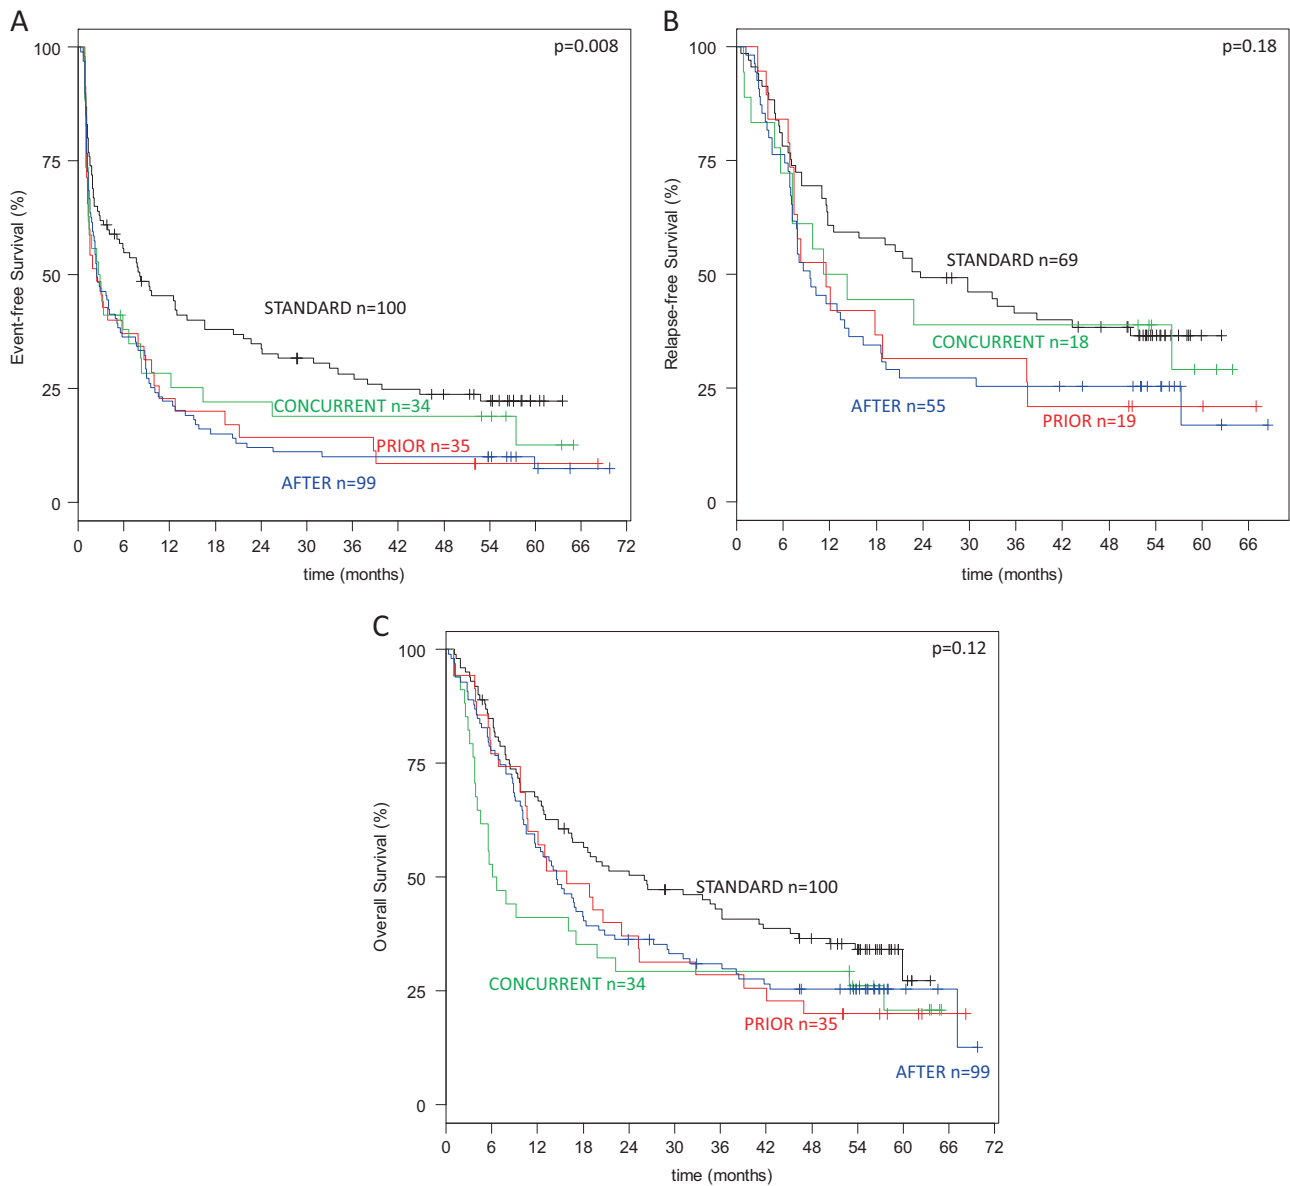 A
p=0.008
Event-free Survival (%)
100
75
50
25
0
STANDARD n=100
CONCURRENT n=34
PRIOR n=35
AFTER n=99
0 6 12 18 24 30 36 42 48 54 60 66 72
time (months)
B
p=0.18
Relapse-free Survival (%)
100
75
50
25
0
STANDARD n=69
CONCURRENT n=18
AFTER n=55
PRIOR n=19
0 6 12 18 24 30 36 42 48 54 60 66
time (months)
C
p=0.12
Overall Survival (%)
100
75
50
25
0
STANDARD n=100
CONCURRENT n=34
PRIOR n=35
AFTER n=99
0 6 12 18 24 30 36 42 48 54 60 66 72
time (months)